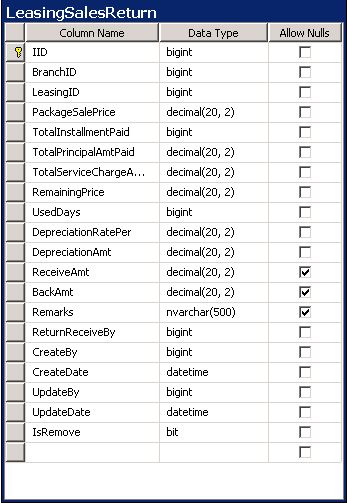 LeasingSalesReturn
Column Name Data Type Allow Nulls
IID bigint
BranchID bigint
LeasingID bigint
PackageSalePrice decimal(20, 2)
TotalInstallmentPaid bigint
TotalPrincipalAmtPaid decimal(20, 2)
TotalServiceChargeA... decimal(20, 2)
RemainingPrice decimal(20, 2)
UsedDays bigint
DepreciationRatePer decimal(20, 2)
DepreciationAmt decimal(20, 2)
ReceiveAmt decimal(20, 2)
BackAmt decimal(20, 2)
Remarks nvarchar(500)
ReturnReceiveBy bigint
CreateBy bigint
CreateDate datetime
UpdateBy bigint
UpdateDate datetime
IsRemove bit